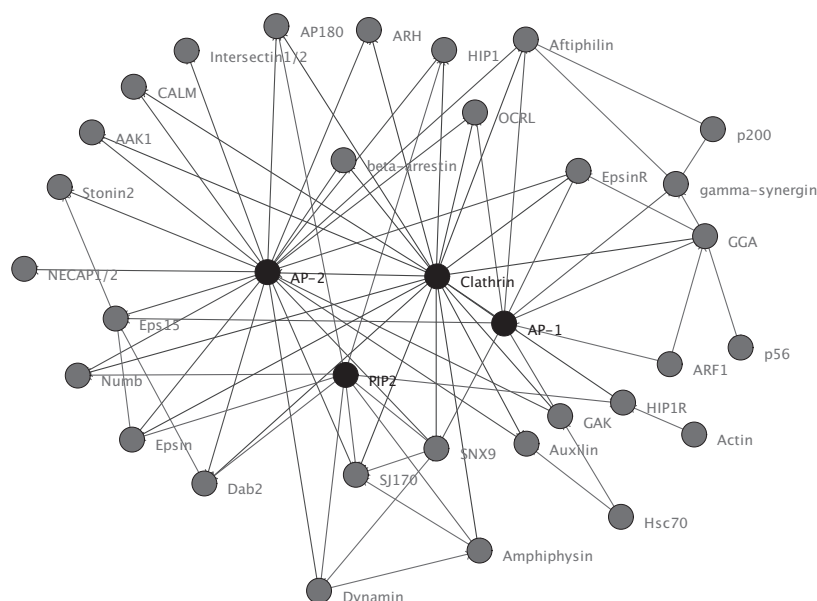 AP180
ARH
Aftiphilin
HIP1
Intersectin1/2
CALM
OCRL
AAK1
p200
beta-arrestin
EpsinR
Stonin2
gamma-synergin
GGA
NECAP1/2
AP-2
Clathrin
Eps15
AP-1
p56
ARF1
Numb
PIP2
HIP1R
GAK
Actin
Epsin
SNX9
Auxilin
SJ170
Dab2
Hsc70
Amphiphysin
Dynamin